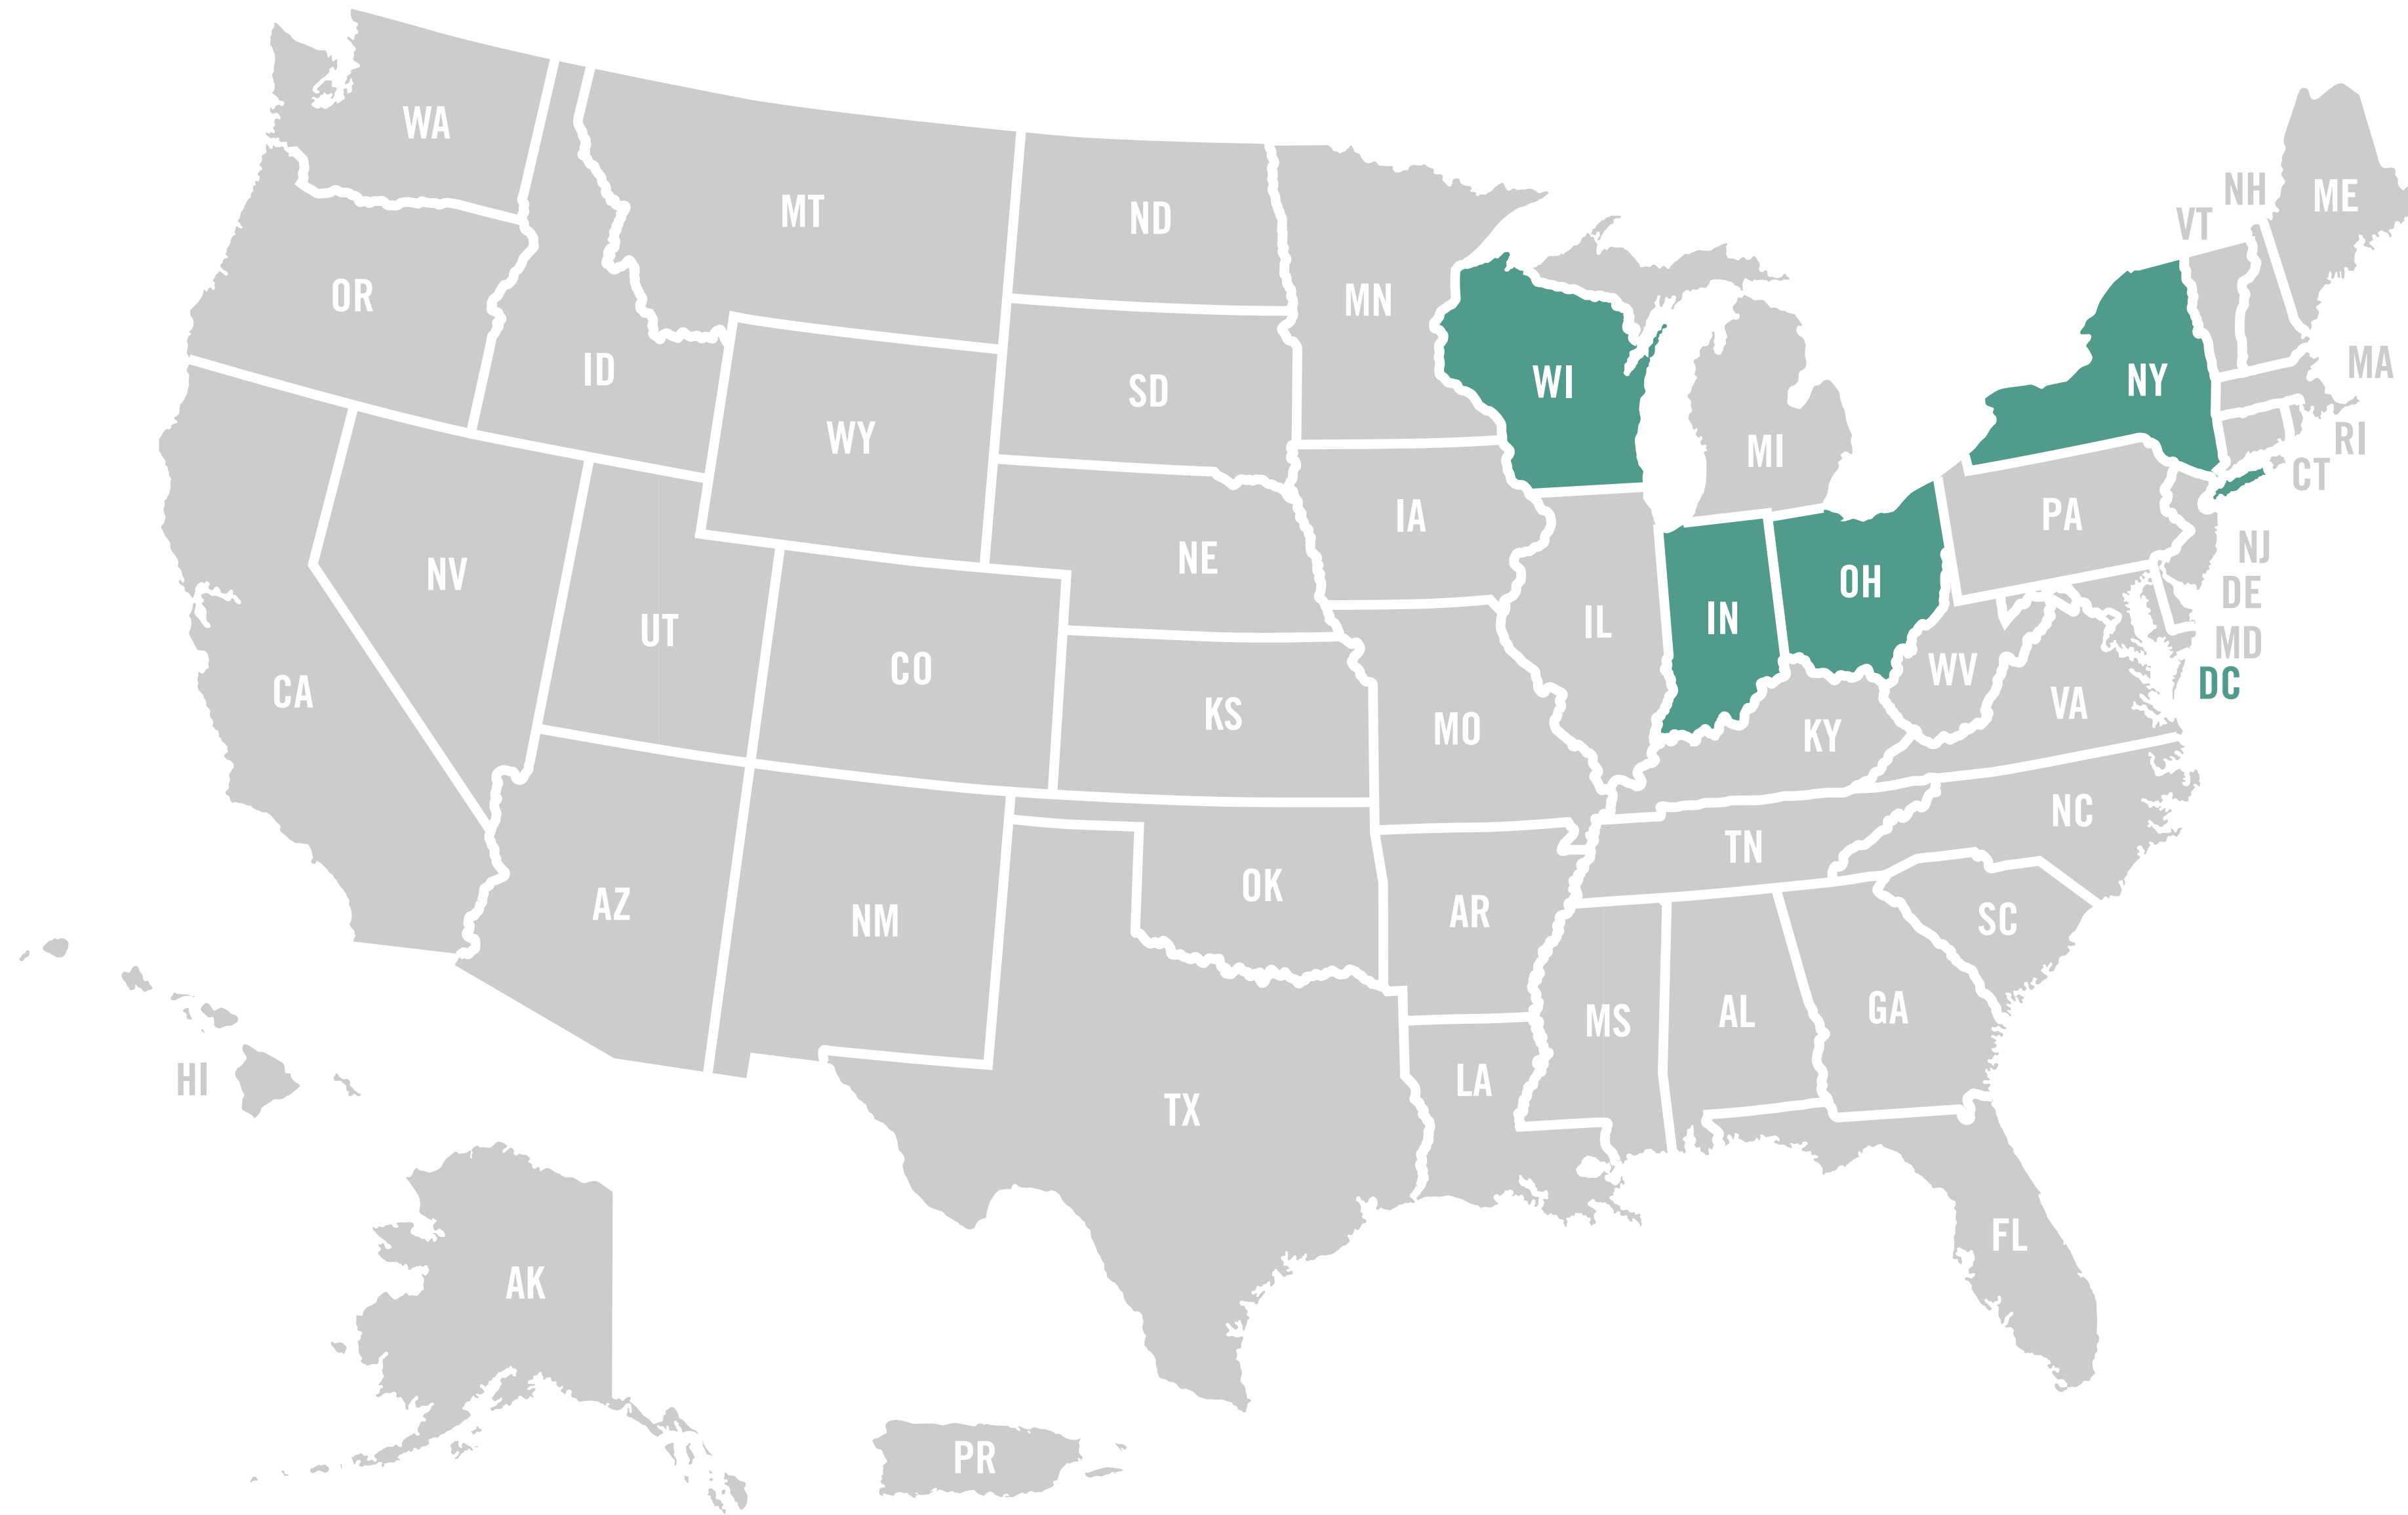 WA
MT
ND
MN
NH
ME
VT
OR
ID
WY
SD
WI
MI
NY
MA
RI
CT
NV
UT
CO
NE
IA
IL
IN
OH
PA
NJ
DE
MD
DC
CA
KS
MO
KY
WV
VA
AZ
NM
OK
AR
TN
NC
SC
HI
TX
LA
MS
AL
GA
AK
FL
PR